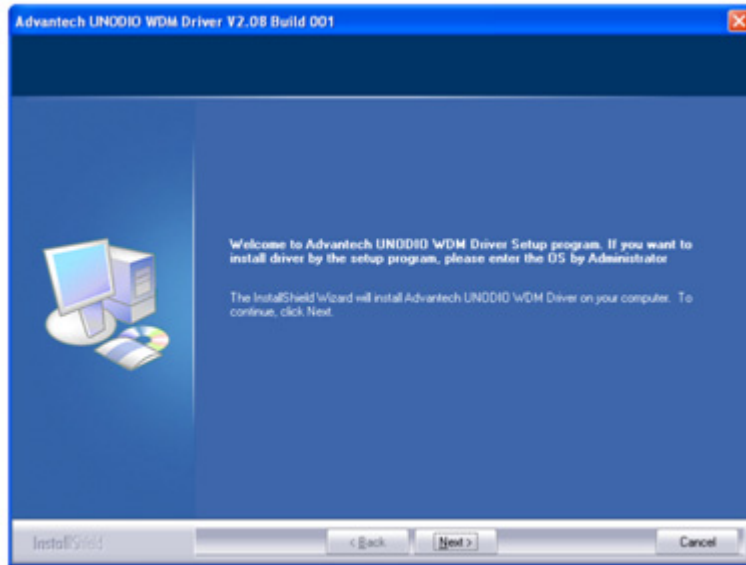 Advantech UNODIO WDM Driver V2.08 Build 001
Welcome to Advantech UNODIO WDM Driver Setup program. If you want to
install driver by the setup program, please enter the OS by Administrator
The InstallShield Wizard will install Advantech UNODIO WDM Driver on your computer. To
continue, click Next.
InstallShield
< Back
Next >
Cancel